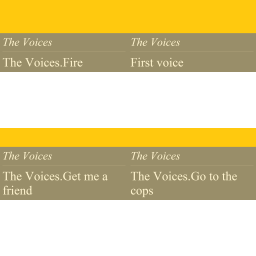 The Voices The Voices
The Voices.Fire First voice
The Voices The Voices
The Voices.Get me a The Voices.Go to the
friend cops